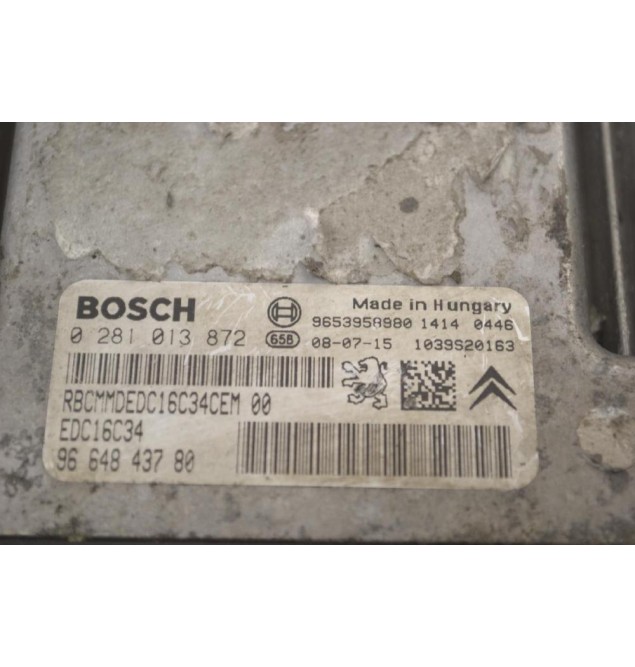 BOSCH
Made in Hungary
0 281 013 872
9653958980 1414 0446
658 08-07-15 1039S20163
RBCMMDEDC16C34CEM 00
EDC16C34
96 648 437 80